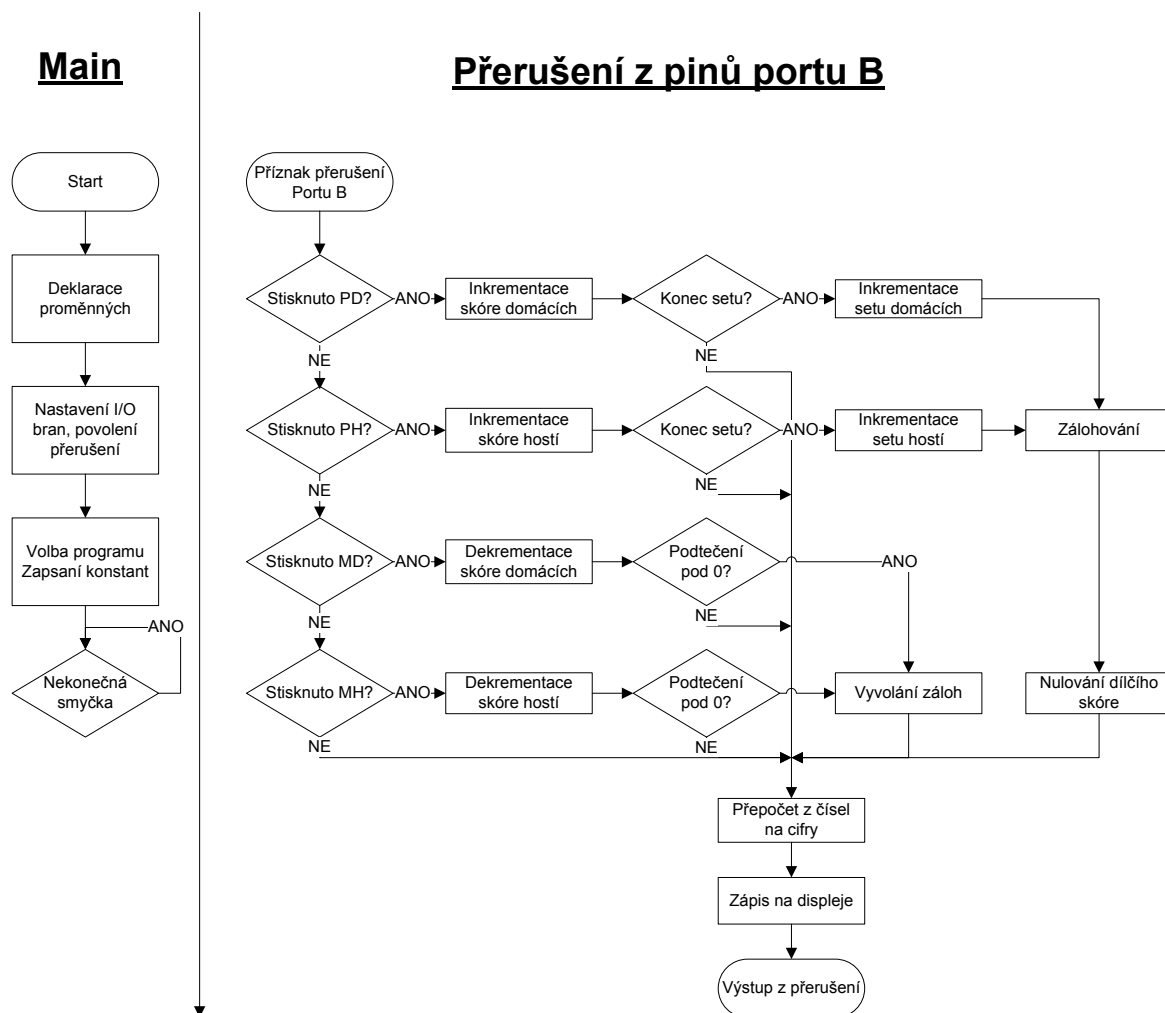 Main
Start
Deklarace
proměnných
Nastavení I/O
bran, povolení
přerušení
Volba programu
Zapsaní konstant
ANO
Nekonečná
smyčka
Přerušení z pinů portu B
Příznak přerušení
Portu B
Stisknuto PD?
ANO
Inkrementace
skóre domácích
Konec setu?
ANO
Inkrementace
setu domácích
NE
NE
Stisknuto PH?
ANO
Inkrementace
skóre hostí
Konec setu?
ANO
Inkrementace
setu hostí
Zálohování
NE
NE
Stisknuto MD?
ANO
Dekrementace
skóre domácích
Podtečení
pod 0?
ANO
NE
NE
Stisknuto MH?
ANO
Dekrementace
skóre hostí
Podtečení
pod 0?
Vyvolání záloh
Nulování dílčího
skóre
NE
NE
Přepočet z čísel
na cifry
Zápis na displeje
Výstup z přerušení